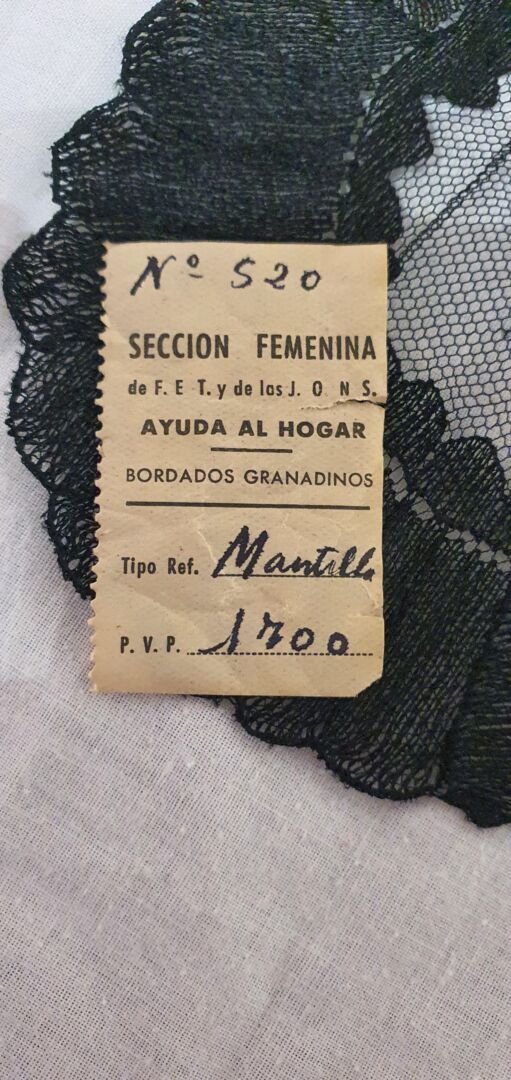 Nº 520
SECCION FEMENINA
de F. E T. y de las J. O N S.
AYUDA AL HOGAR
BORDADOS GRANADINOS
Tipo Ref. Mantilla
P. V. P. 1700